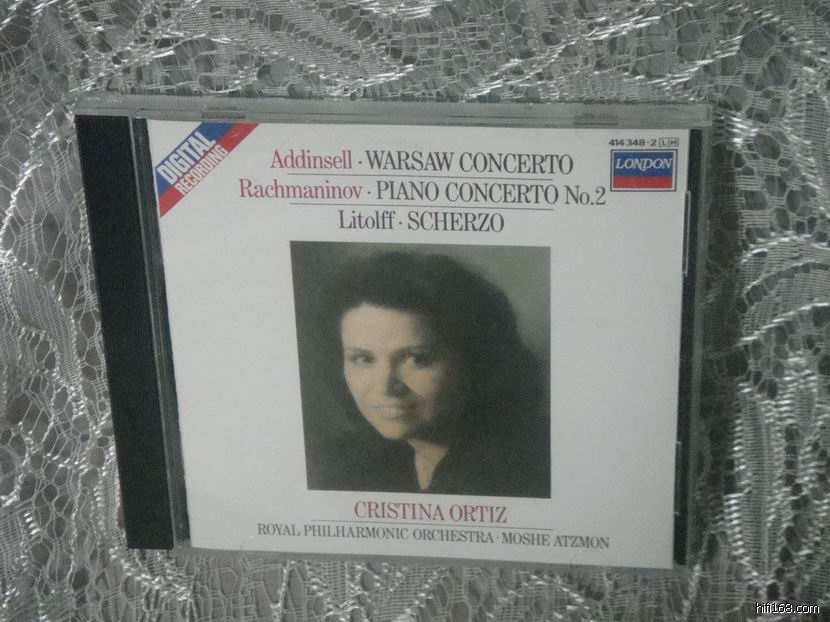 DIGITAL
RECORDING
Addinsell · WARSAW CONCERTO
Rachmaninov · PIANO CONCERTO No.2
Litolff · SCHERZO
414 348-2 LH
LONDON
CRISTINA ORTIZ
ROYAL PHILHARMONIC ORCHESTRA · MOSHE ATZMON
hifi168.com